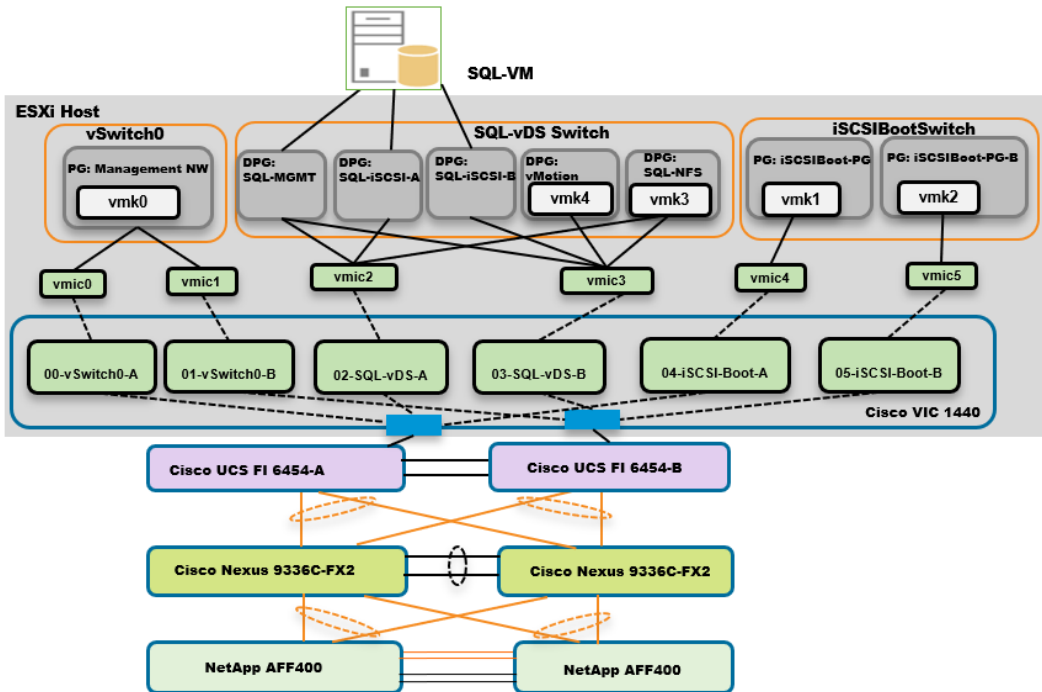 SQL-VM
ESXi Host
vSwitch0
SQL-vDS Switch
iSCSIBootSwitch
PG: Management NW
vmk0
DPG:
SQL-MGMT
DPG:
SQL-iSCSI-A
DPG:
SQL-iSCSI-B
DPG:
vMotion
vmk4
DPG:
SQL-NFS
vmk3
PG: iSCSIBoot-PG
vmk1
PG: iSCSIBoot-PG-B
vmk2
vmic0
vmic1
vmic2
vmic3
vmic4
vmic5
00-vSwitch0-A
01-vSwitch0-B
02-SQL-vDS-A
03-SQL-vDS-B
04-iSCSI-Boot-A
05-iSCSI-Boot-B
Cisco VIC 1440
Cisco UCS FI 6454-A
Cisco UCS FI 6454-B
Cisco Nexus 9336C-FX2
Cisco Nexus 9336C-FX2
NetApp AFF400
NetApp AFF400